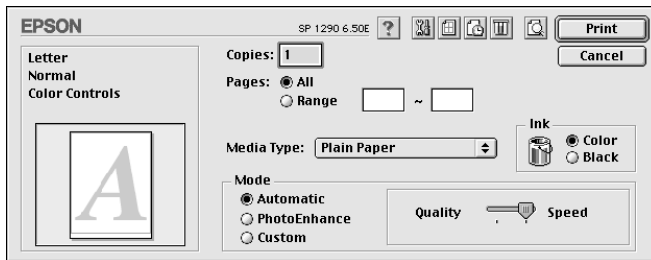 EPSON
SP 1290 6.50E ?
Print
Cancel
Letter
Normal
Color Controls
A
Copies: 1
Pages: All
Range ~
Media Type: Plain Paper
Ink
Color
Black
Mode
Automatic
PhotoEnhance
Custom
Quality Speed